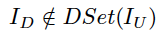 I_D ∉ DSet(I_U)